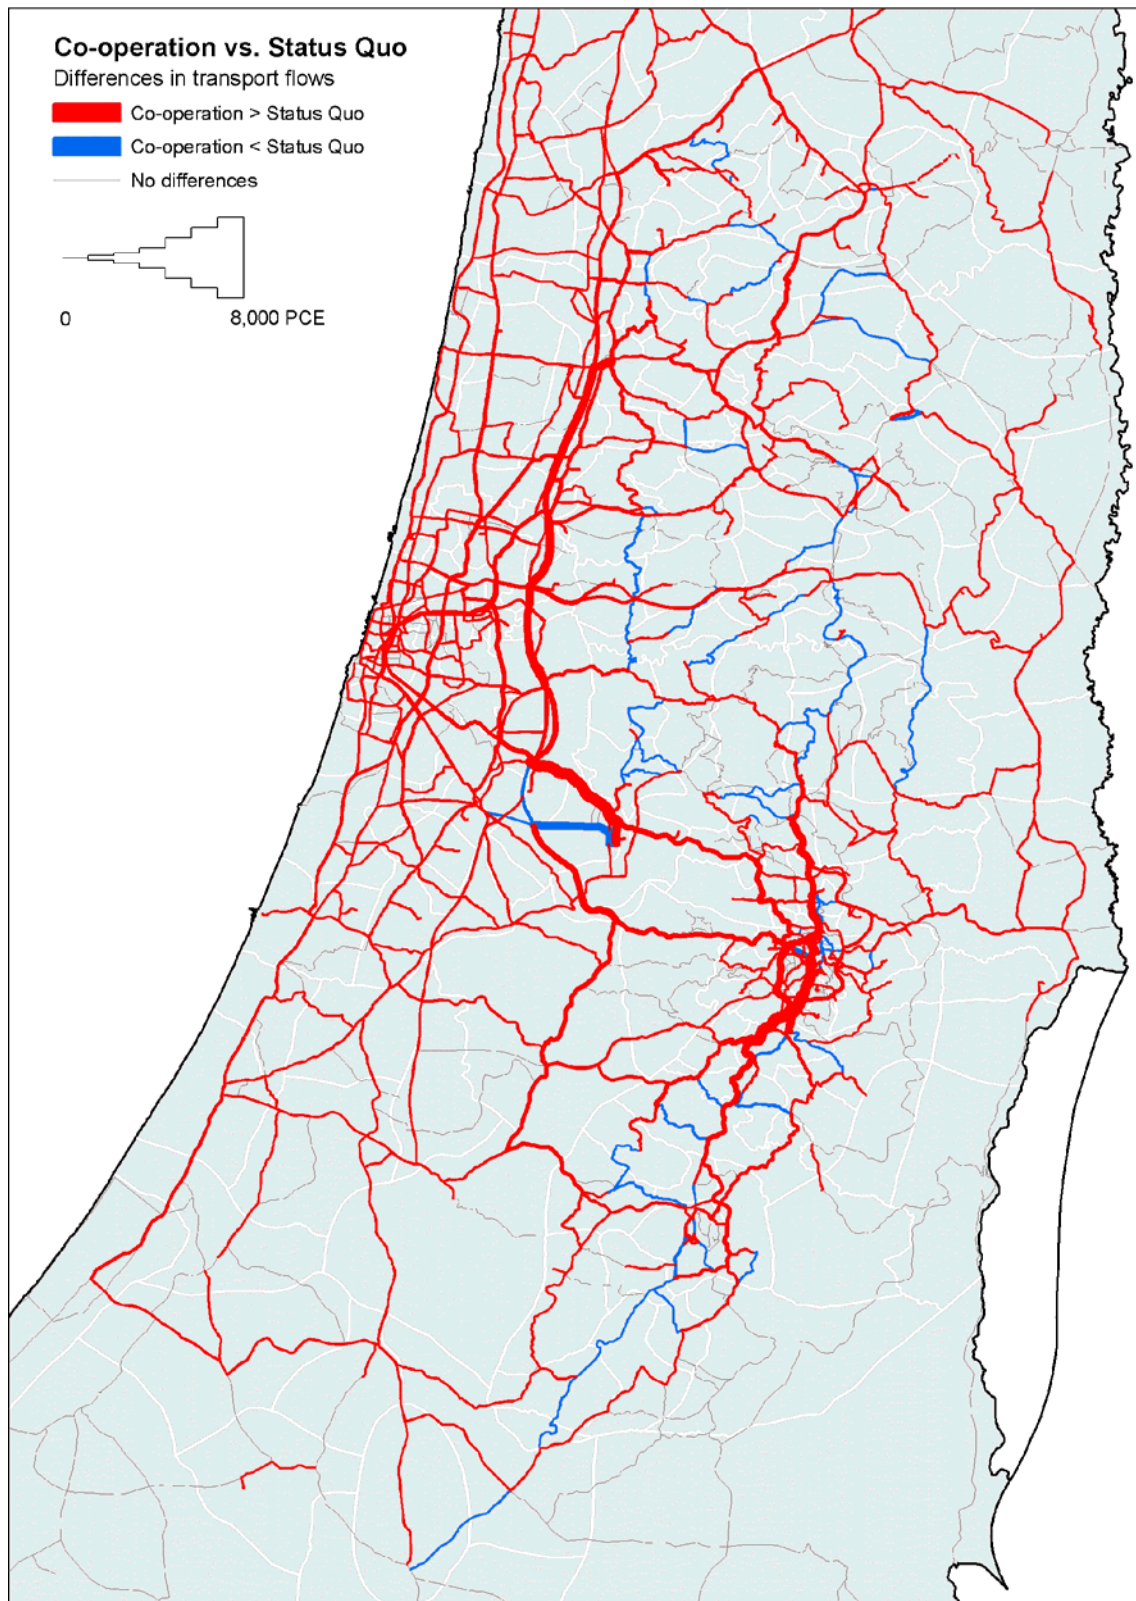 Co-operation vs. Status Quo
Differences in transport flows
Co-operation > Status Quo
Co-operation < Status Quo
No differences
0 8,000 PCE